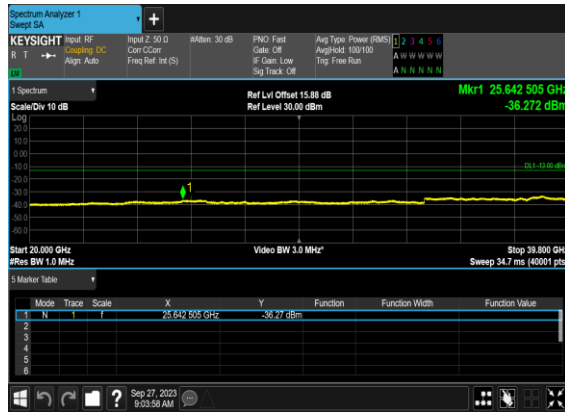 Spectrum Analyzer 1
Swept SA
+
KEYSIGHT Input: RF Input Z: 50 Ω #Atten: 30 dB PNO: Fast Avg Type: Power (RMS) 1 2 3 4 5 6
R T Coupling: DC Corr CCorr Gate: Off Avg|Hold: 100/100 A W W W W W
Align: Auto Freq Ref: Int (S) IF Gain: Low Trig: Free Run
Sig Track: Off A N N N N N
LXI
1 Spectrum Ref Lvl Offset 15.88 dB Mkr1 25.642 505 GHz
Scale/Div 10 dB Ref Level 30.00 dBm -36.272 dBm
Log
20.0
10.0
0.00
-10.0 DL1 -13.00 dBm
-20.0
-30.0 1
-40.0
-50.0
-60.0
Start 20.000 GHz Video BW 3.0 MHz* Stop 39.800 GHz
#Res BW 1.0 MHz Sweep 34.7 ms (40001 pts)
5 Marker Table
Mode Trace Scale X Y Function Function Width Function Value
1 N 1 f 25.642 505 GHz -36.27 dBm
2
3
4
5
6
? Sep 27, 2023
9:03:58 AM